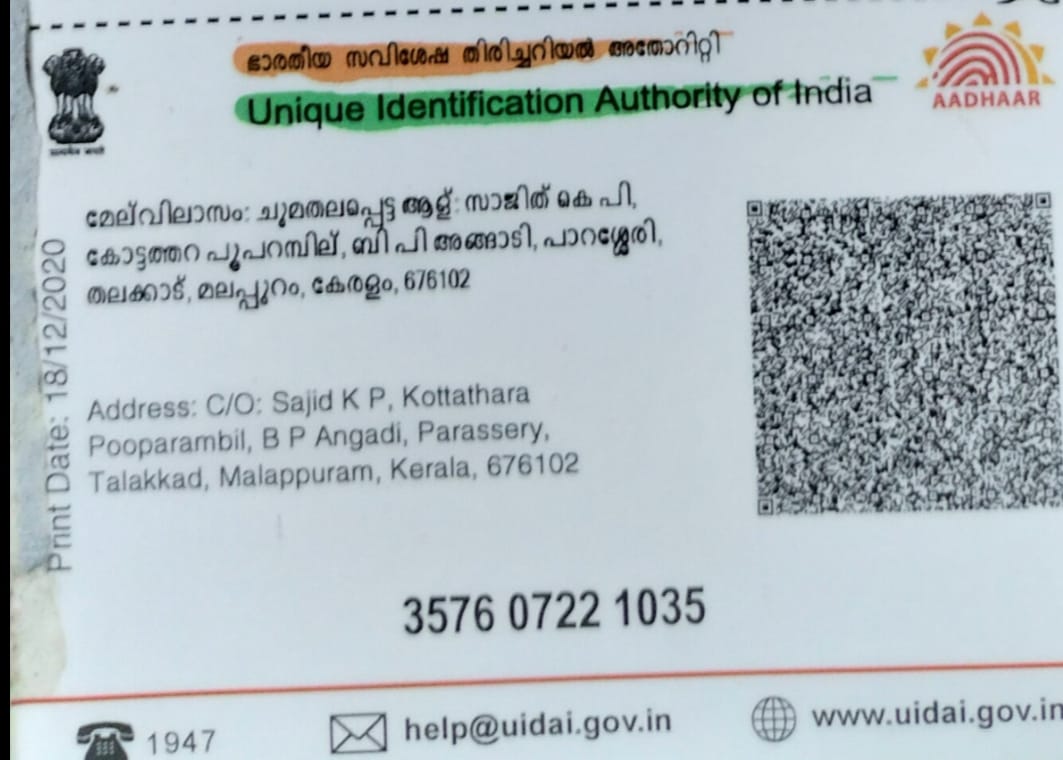 ഭാരതീയ സവിശേഷ തിരിച്ചറിയൽ അതോറിറ്റി
Unique Identification Authority of India
AADHAAR
മേല്‍വിലാസം: ചുമതലപ്പെട്ട ആള്‍: സാജിത് കെ പി,
കോട്ടത്തറ പൂപറമ്പില്, ബി പി അങ്ങാടി, പാറശ്ശേരി,
തലക്കാട്, മലപ്പുറം, കേരളം, 676102
Print Date: 18/12/2020
Address: C/O: Sajid K P, Kottathara
Pooparambil, B P Angadi, Parassery,
Talakkad, Malappuram, Kerala, 676102
3576 0722 1035
1947
help@uidai.gov.in
www.uidai.gov.in